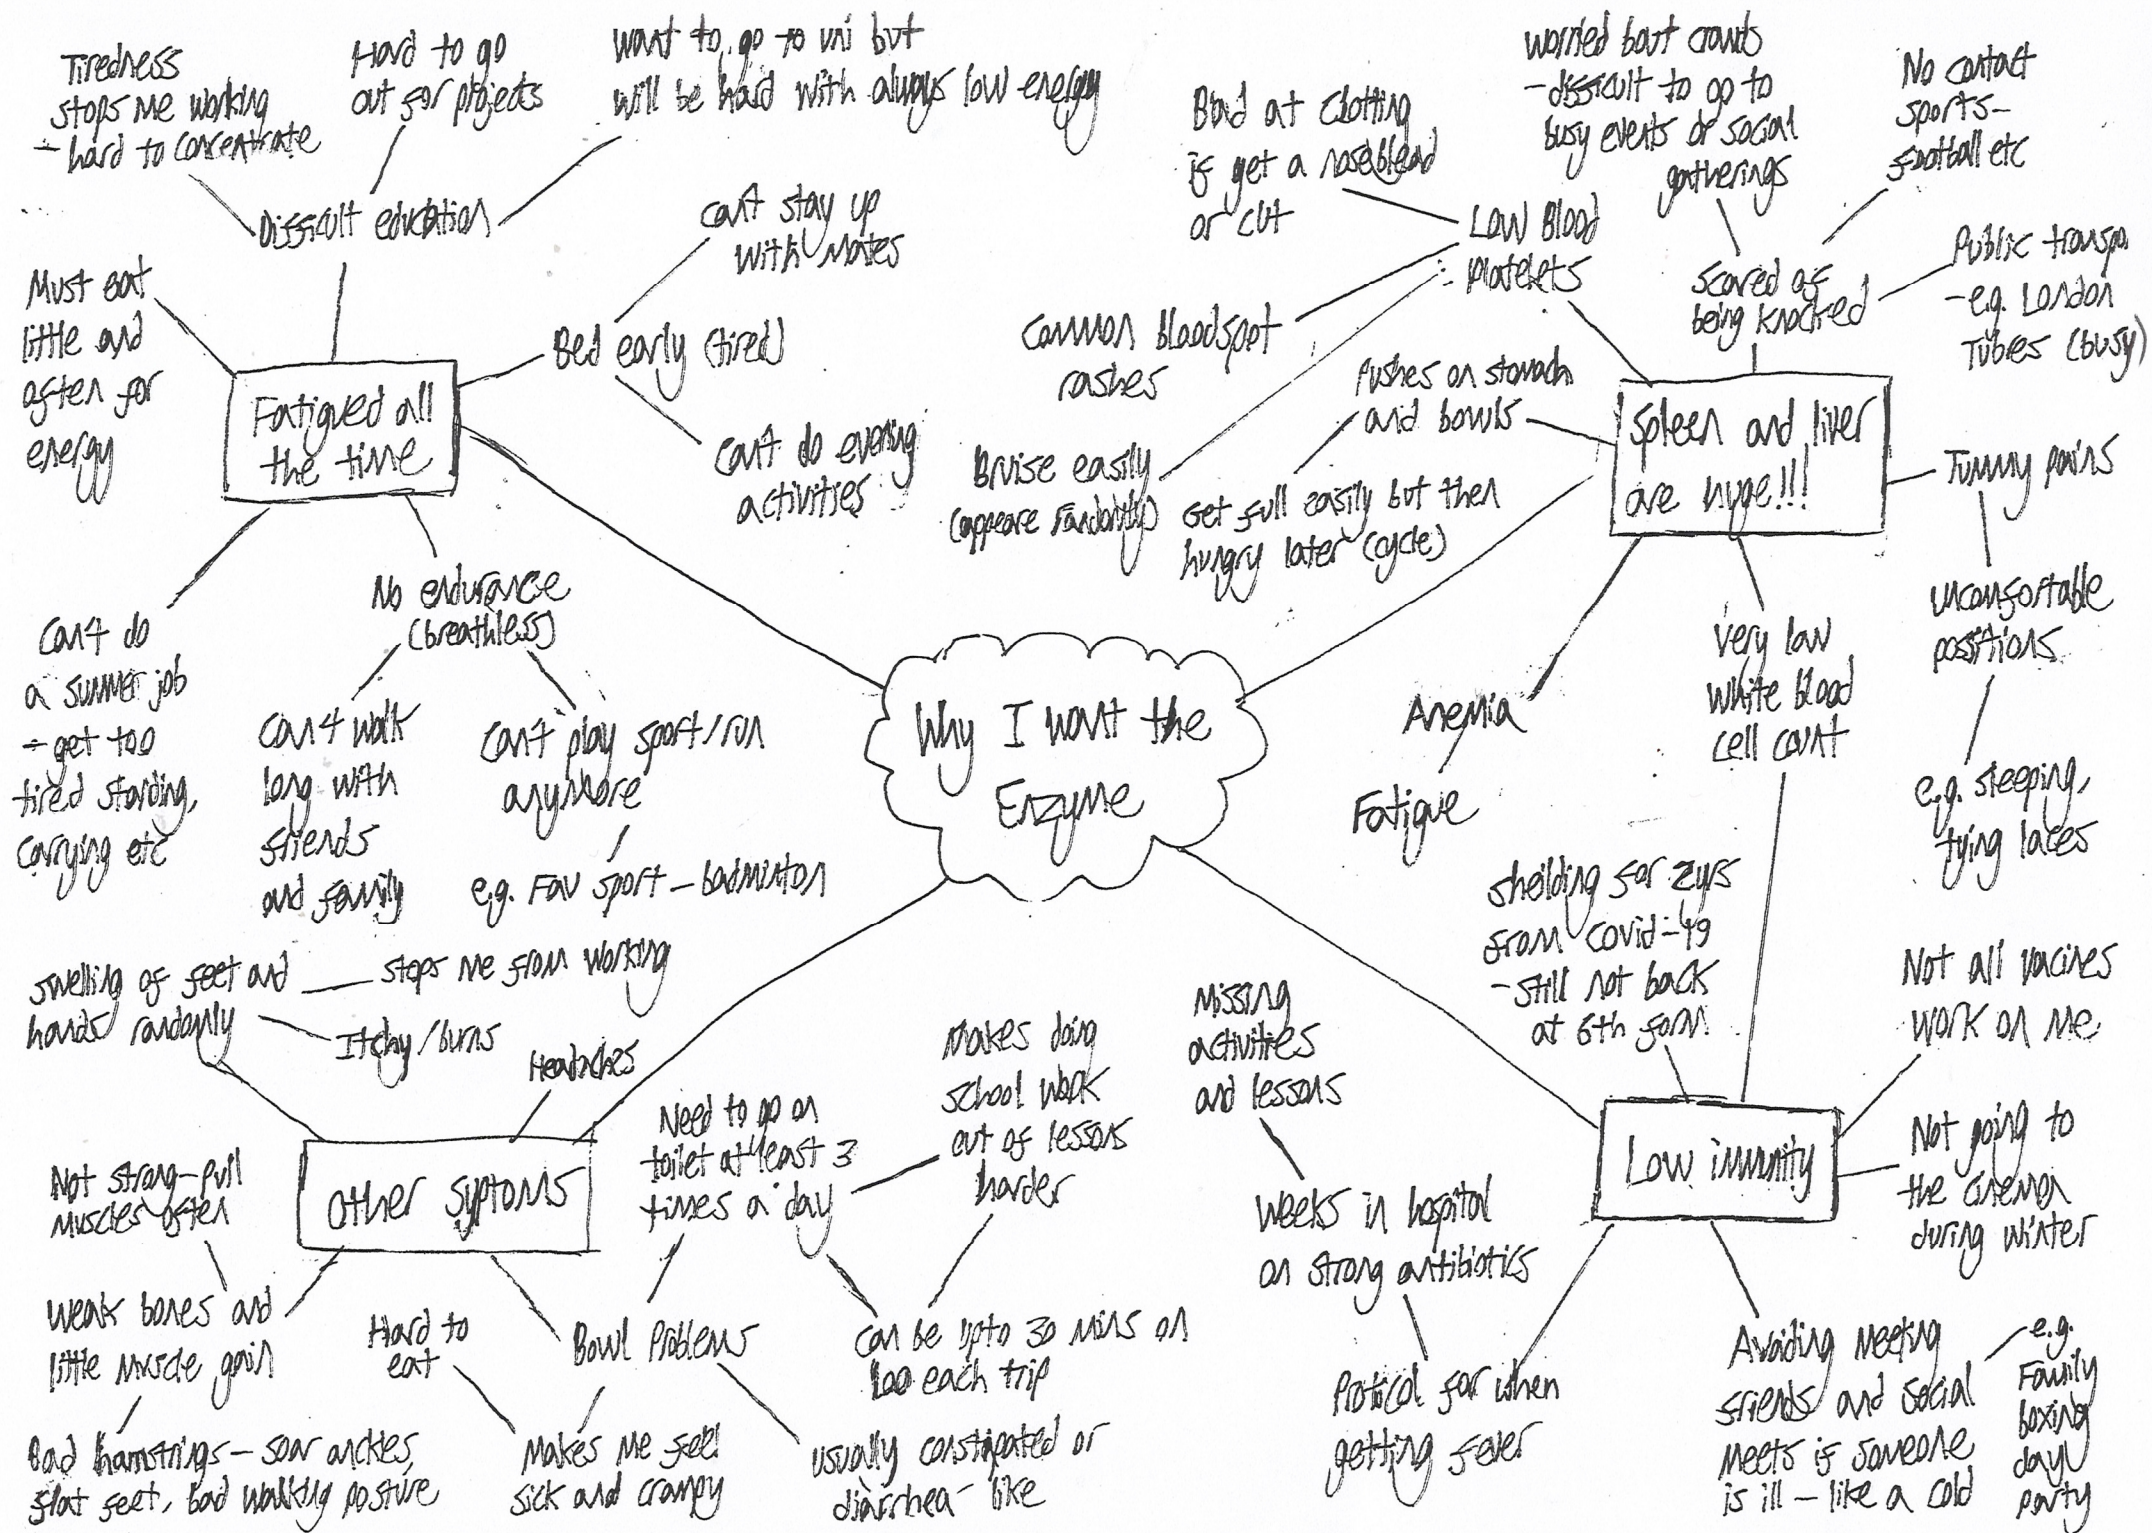 Tiredness
stops me working
- hard to concentrate
Hard to go
out for projects
Want to go to uni but
will be hard with always low energy
Difficult education
Must eat
little and
often for
energy
can't stay up
with mates
Bed early (tired)
can't do evening
activities
Fatigued all
the time
No endurance
(breathless)
Can't do
a summer job
- get too
tired standing,
carrying etc
Can't walk
long with
friends
and family
Can't play sport/run
anymore
e.g. Fav sport - badminton
Blad at clotting
if get a nosebleed
or cut
Low Blood
Platelets
Common bloodspot
rashes
Bruise easily
(appeare randomly)
worried bout crowds
- difficult to go to
busy events or social
gatherings
No contact
sports-
football etc
Scared of
being knocked
Public transpo
- e.g. London
Tubes (busy)
Pushes on stomach
and bowls
Get full easily but then
hungry later (cycle)
Spleen and liver
are huge!!!
Tummy pains
uncomfortable
positions
e.g. sleeping,
tying laces
Anemia
Fatigue
very low
white blood
cell count
Why I want the
Enzyme
swelling of feet and
hands randomly
stops me from working
Itchy/burns
Headaches
Other syptoms
Not strong - pull
muscles often
Weak bones and
little muscle gain
Bad hamstrings - soar anckles,
flat feet, bad walking posture
Need to go on
toilet at least 3
times a day
Makes doing
school work
out of lessons
harder
Can be upto 30 mins on
loo each trip
Bowl Problems
Hard to
eat
Makes me feel
sick and crampy
usually constapated or
diarrhea - like
Missing
activities
and lessons
Weeks in hospital
on strong antibiotics
Protical for when
getting fever
sheilding for 2yrs
from Covid-19
- still not back
at 6th form
Low immunity
Not all vacines
work on me
Not going to
the cinema
during winter
Avoiding meeting
friends and social
meets if someone
is ill - like a cold
- e.g.
Family
boxing
day
party